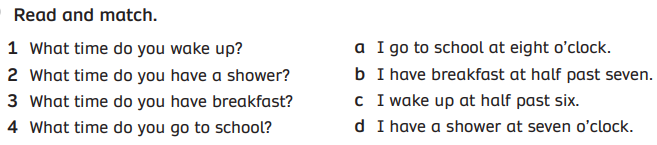 Read and match.
1 What time do you wake up?
2 What time do you have a shower?
3 What time do you have breakfast?
4 What time do you go to school?
a I go to school at eight o'clock.
b I have breakfast at half past seven.
c I wake up at half past six.
d I have a shower at seven o'clock.